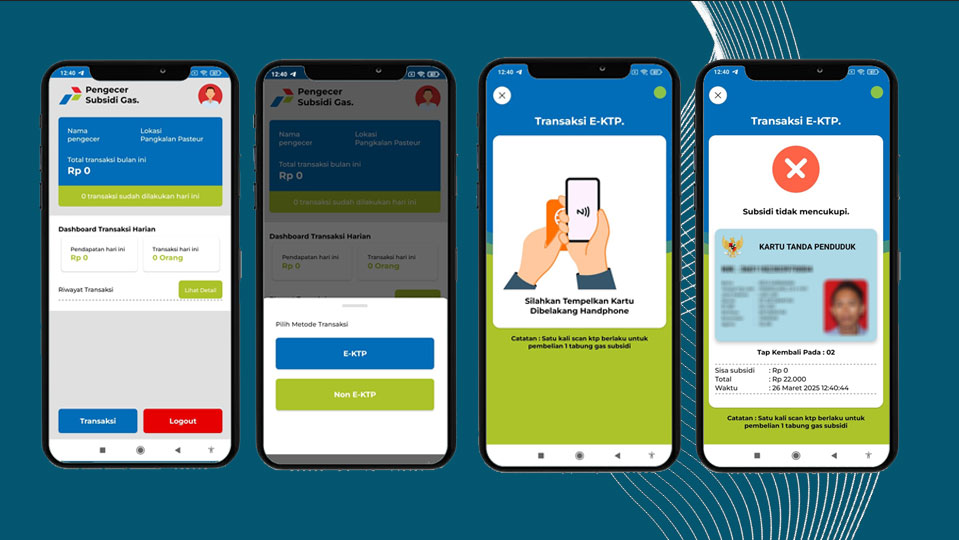 12:40
Pengecer
Subsidi Gas.
Nama
pengecer
Lokasi
Pangkalan Pasteur
Total transaksi bulan ini
Rp 0
0 transaksi sudah dilakukan hari ini
Dashboard Transaksi Harian
Pendapatan hari ini
Rp 0
Transaksi hari ini
0 Orang
Riwayat Transaksi
Lihat Detail
Transaksi
Logout
12:40
Pengecer
Subsidi Gas.
Nama
pengecer
Lokasi
Pangkalan Pasteur
Total transaksi bulan ini
Rp 0
0 transaksi sudah dilakukan hari ini
Dashboard Transaksi Harian
Pendapatan hari ini
Rp 0
Transaksi hari ini
0 Orang
Pilih Metode Transaksi
E-KTP
Non E-KTP
12:40
Transaksi E-KTP.
Silahkan Tempelkan Kartu
Dibelakang Handphone
Catatan : Satu kali scan ktp berlaku untuk
pembelian 1 tabung gas subsidi
12:40
Transaksi E-KTP.
Subsidi tidak mencukupi.
KARTU TANDA PENDUDUK
Tap Kembali Pada : 02
Sisa subsidi : Rp 0
Total : Rp 22.000
Waktu : 26 Maret 2025 12:40:44
Catatan : Satu kali scan ktp berlaku untuk
pembelian 1 tabung gas subsidi